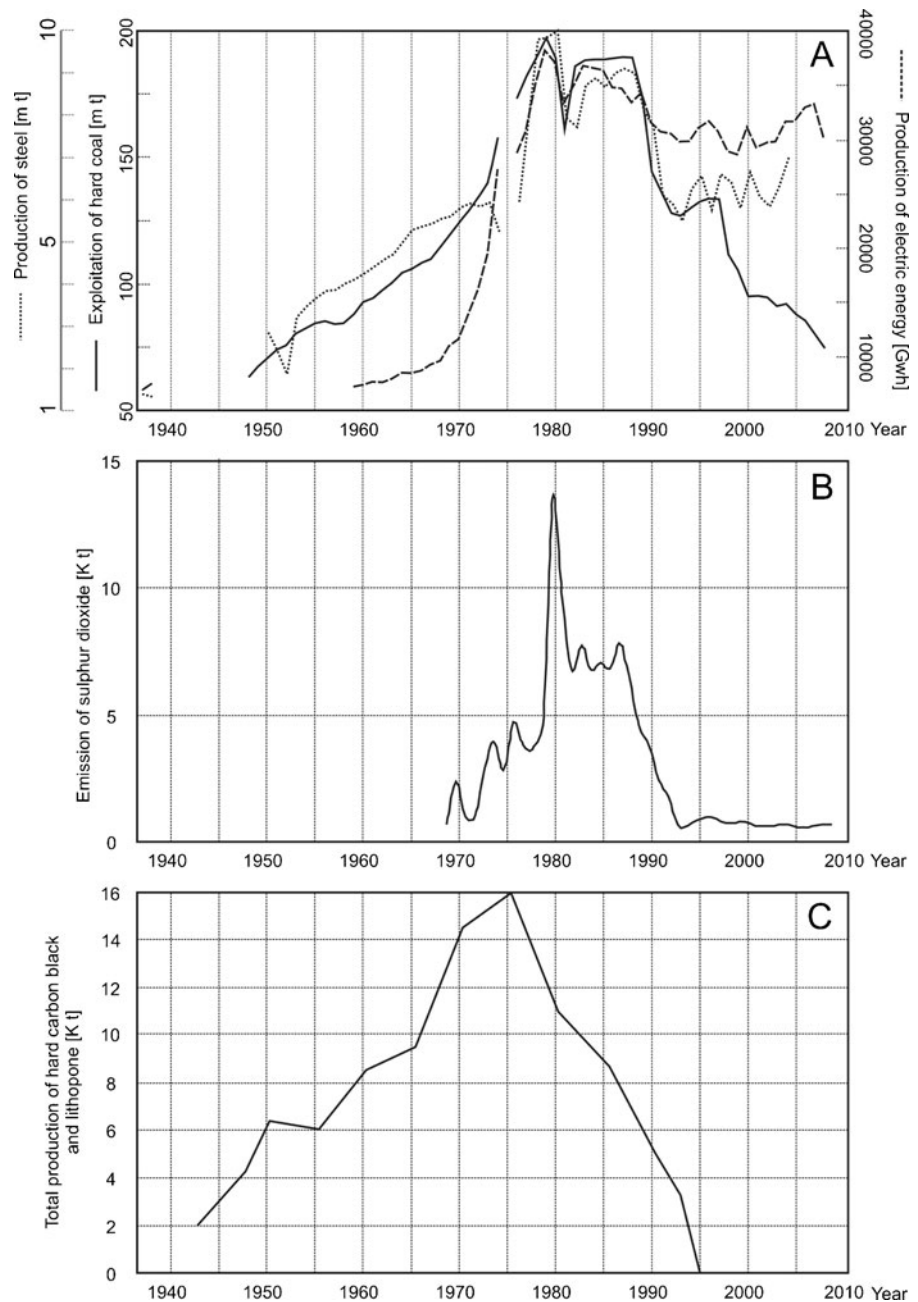 10
5
1
Production of steel [m t]
200
150
100
50
Exploitation of hard coal [m t]
A
40000
30000
20000
10000
Production of electric energy [Gwh]
1940 1950 1960 1970 1980 1990 2000 2010 Year
15
10
5
0
Emission of sulphur dioxide [K t]
B
1940 1950 1960 1970 1980 1990 2000 2010 Year
16
14
12
10
8
6
4
2
0
Total production of hard carbon black
and lithopone [K t]
C
1940 1950 1960 1970 1980 1990 2000 2010 Year